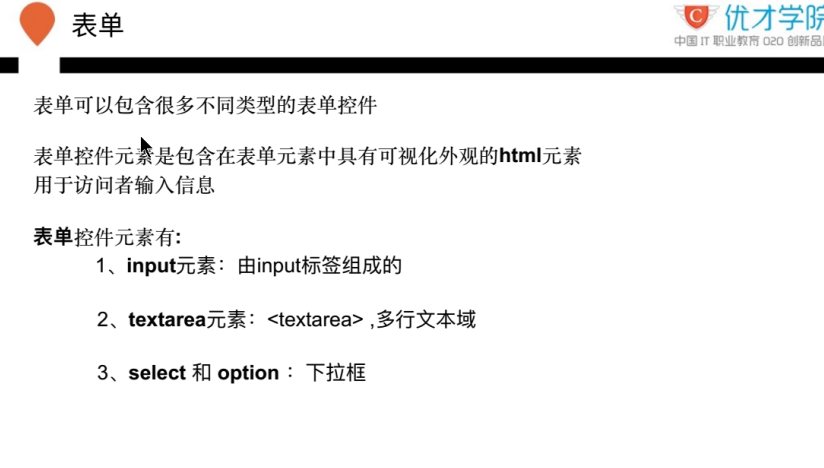 表单
优才学院
中国 IT 职业教育 O2O 创新品
表单可以包含很多不同类型的表单控件
表单控件元素是包含在表单元素中具有可视化外观的html元素
用于访问者输入信息
表单控件元素有:
1、input元素：由input标签组成的
2、textarea元素：<textarea> ,多行文本域
3、select 和 option ：下拉框